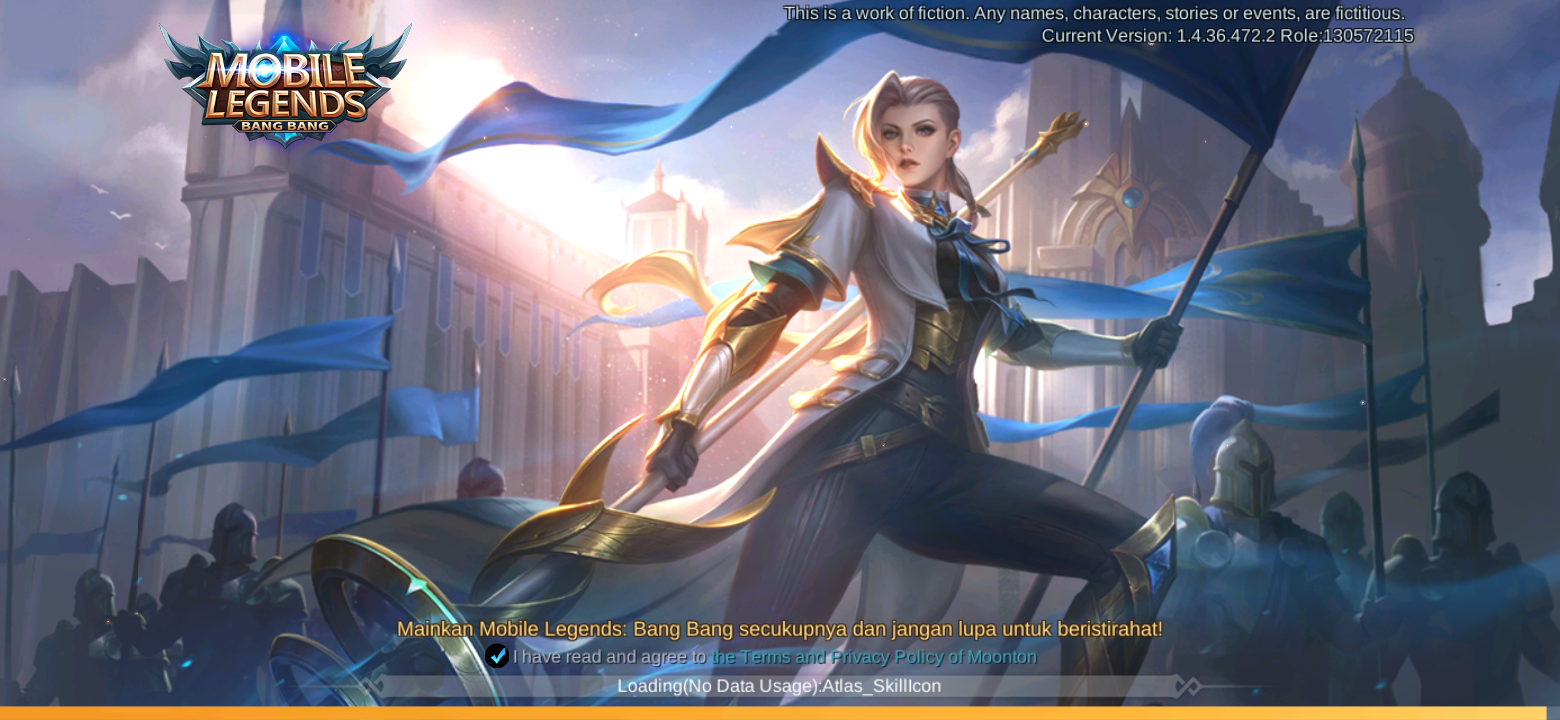 This is a work of fiction. Any names, characters, stories or events, are fictitious.
Current Version: 1.4.36.472.2 Role:130572115
MOBILE
LEGENDS
BANG BANG
Mainkan Mobile Legends: Bang Bang secukupnya dan jangan lupa untuk beristirahat!
I have read and agree to the Terms and Privacy Policy of Moonton
Loading(No Data Usage):Atlas_SkillIcon